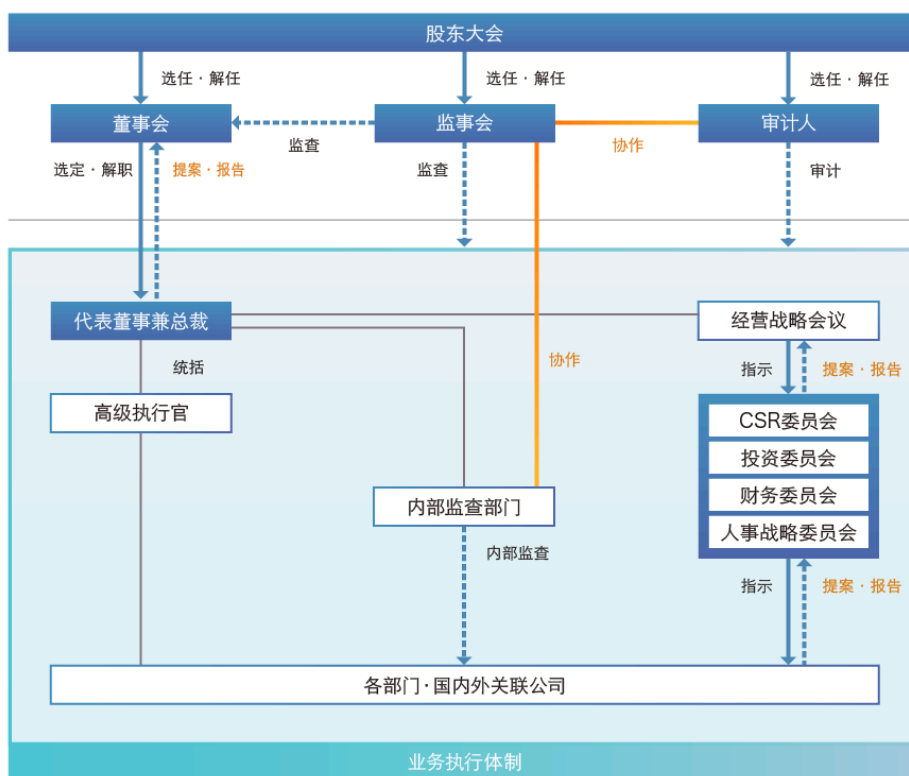 股东大会
选任·解任
选任·解任
选任·解任
董事会
监事会
审计人
监查
协作
选定·解职
提案·报告
监查
审计
代表董事兼总裁
经营战略会议
统括
协作
指示
提案·报告
高级执行官
CSR委员会
投资委员会
财务委员会
人事战略委员会
内部监查部门
内部监查
指示
提案·报告
各部门·国内外关联公司
业务执行体制